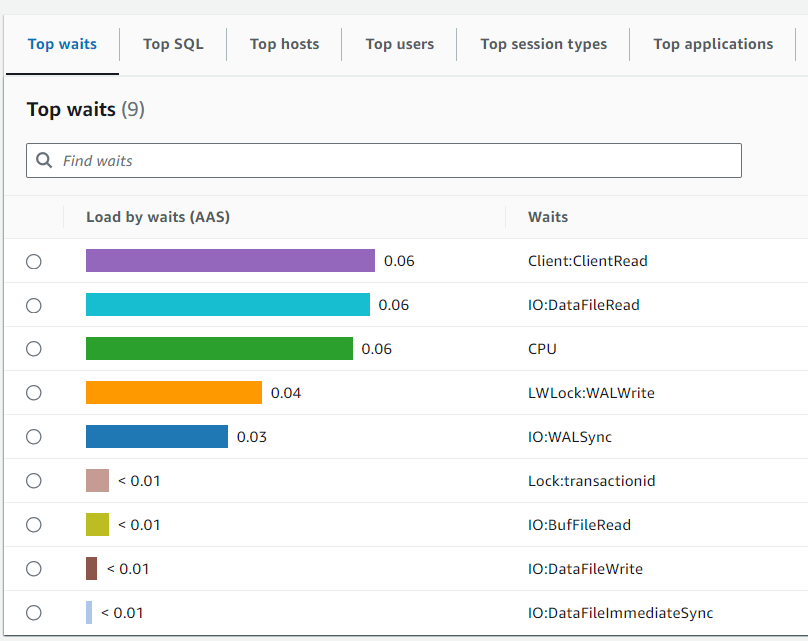 Top waits Top SQL Top hosts Top users Top session types Top applications
Top waits (9)
Find waits
Load by waits (AAS) Waits
0.06 Client:ClientRead
0.06 IO:DataFileRead
0.06 CPU
0.04 LWLock:WALWrite
0.03 IO:WALSync
< 0.01 Lock:transactionid
< 0.01 IO:BufFileRead
< 0.01 IO:DataFileWrite
< 0.01 IO:DataFileImmediateSync